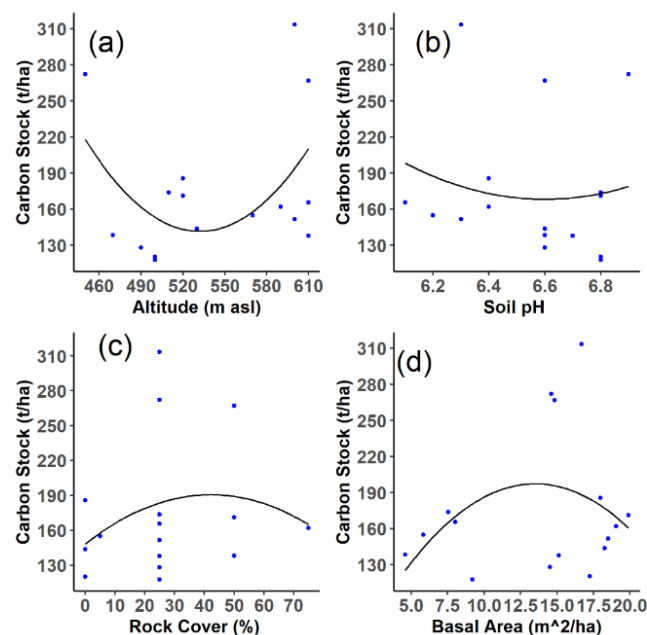 (a)
Carbon Stock (t/ha)
310
280
250
220
190
160
130
460 490 520 550 580 610
Altitude (m asl)
(b)
Carbon Stock (t/ha)
310
280
250
220
190
160
130
6.2 6.4 6.6 6.8
Soil pH
(c)
Carbon Stock (t/ha)
310
280
250
220
190
160
130
0 10 20 30 40 50 60 70
Rock Cover (%)
(d)
Carbon Stock (t/ha)
310
280
250
220
190
160
130
5.0 7.5 10.0 12.5 15.0 17.5 20.0
Basal Area (m^2/ha)